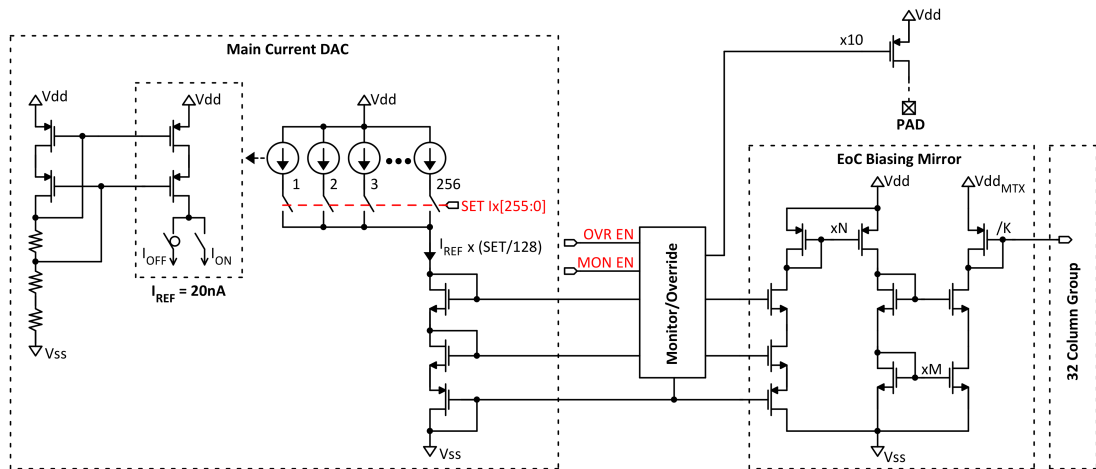 Main Current DAC
Vdd
x10
PAD
Vdd
Vdd
I_OFF
I_ON
I_REF = 20nA
Vss
Vdd
1 2 3 256
SET Ix[255:0]
I_REF x (SET/128)
Vss
OVR EN
MON EN
Monitor/Override
EoC Biasing Mirror
Vdd
Vdd_MTX
xN
/K
xM
Vss
32 Column Group